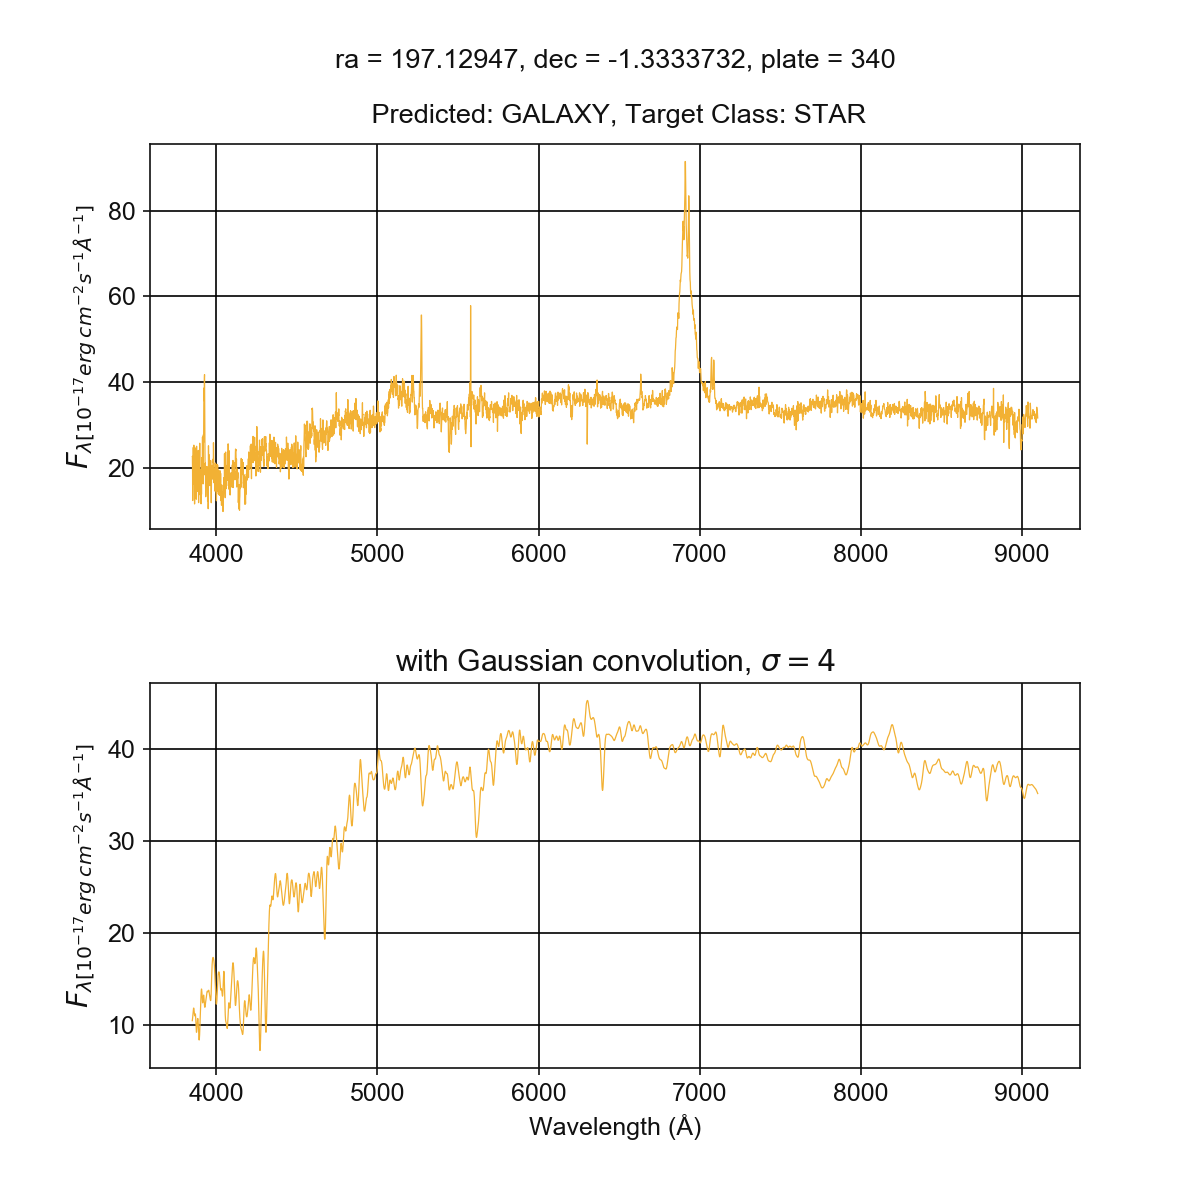 ra = 197.12947, dec = -1.3333732, plate = 340
Predicted: GALAXY, Target Class: STAR
80
60
40
20
F_λ[10^−17 erg cm^−2 s^−1 Å^−1]
4000 5000 6000 7000 8000 9000
with Gaussian convolution, σ = 4
40
30
20
10
F_λ[10^−17 erg cm^−2 s^−1 Å^−1]
4000 5000 6000 7000 8000 9000
Wavelength (Å)